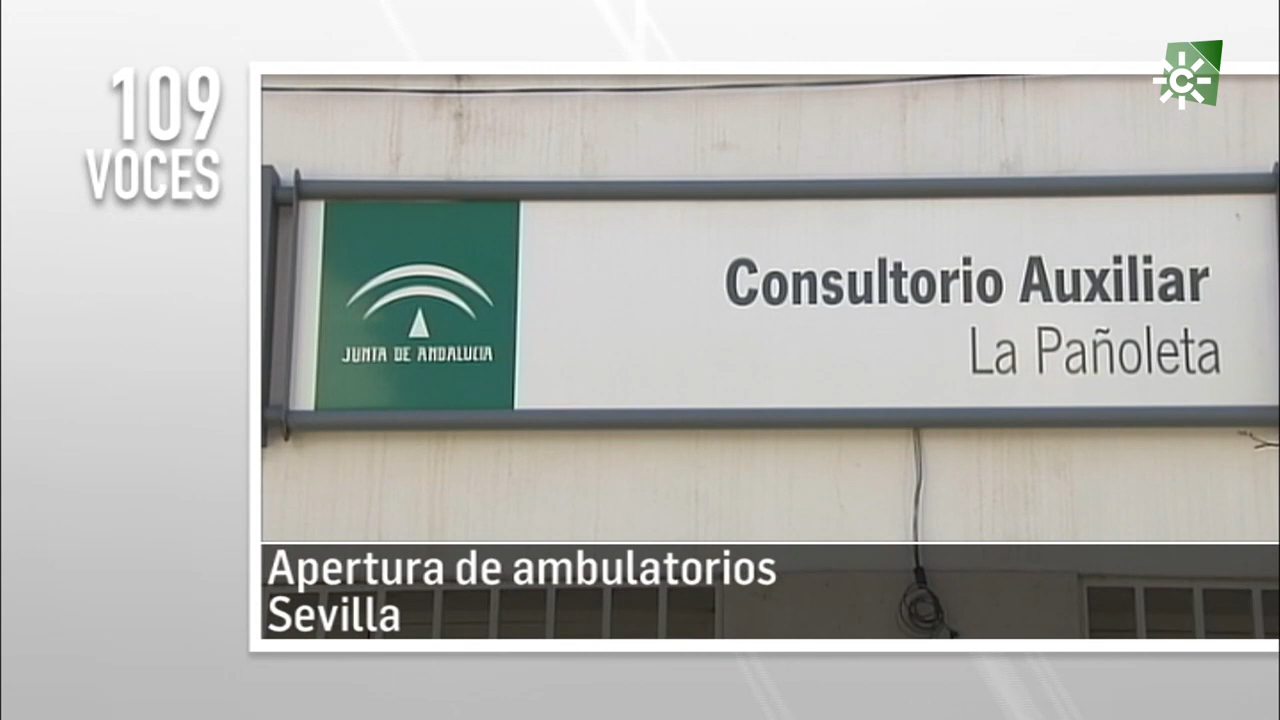 109
VOCES
C
JUNTA DE ANDALUCIA
Consultorio Auxiliar
La Pañoleta
Apertura de ambulatorios
Sevilla